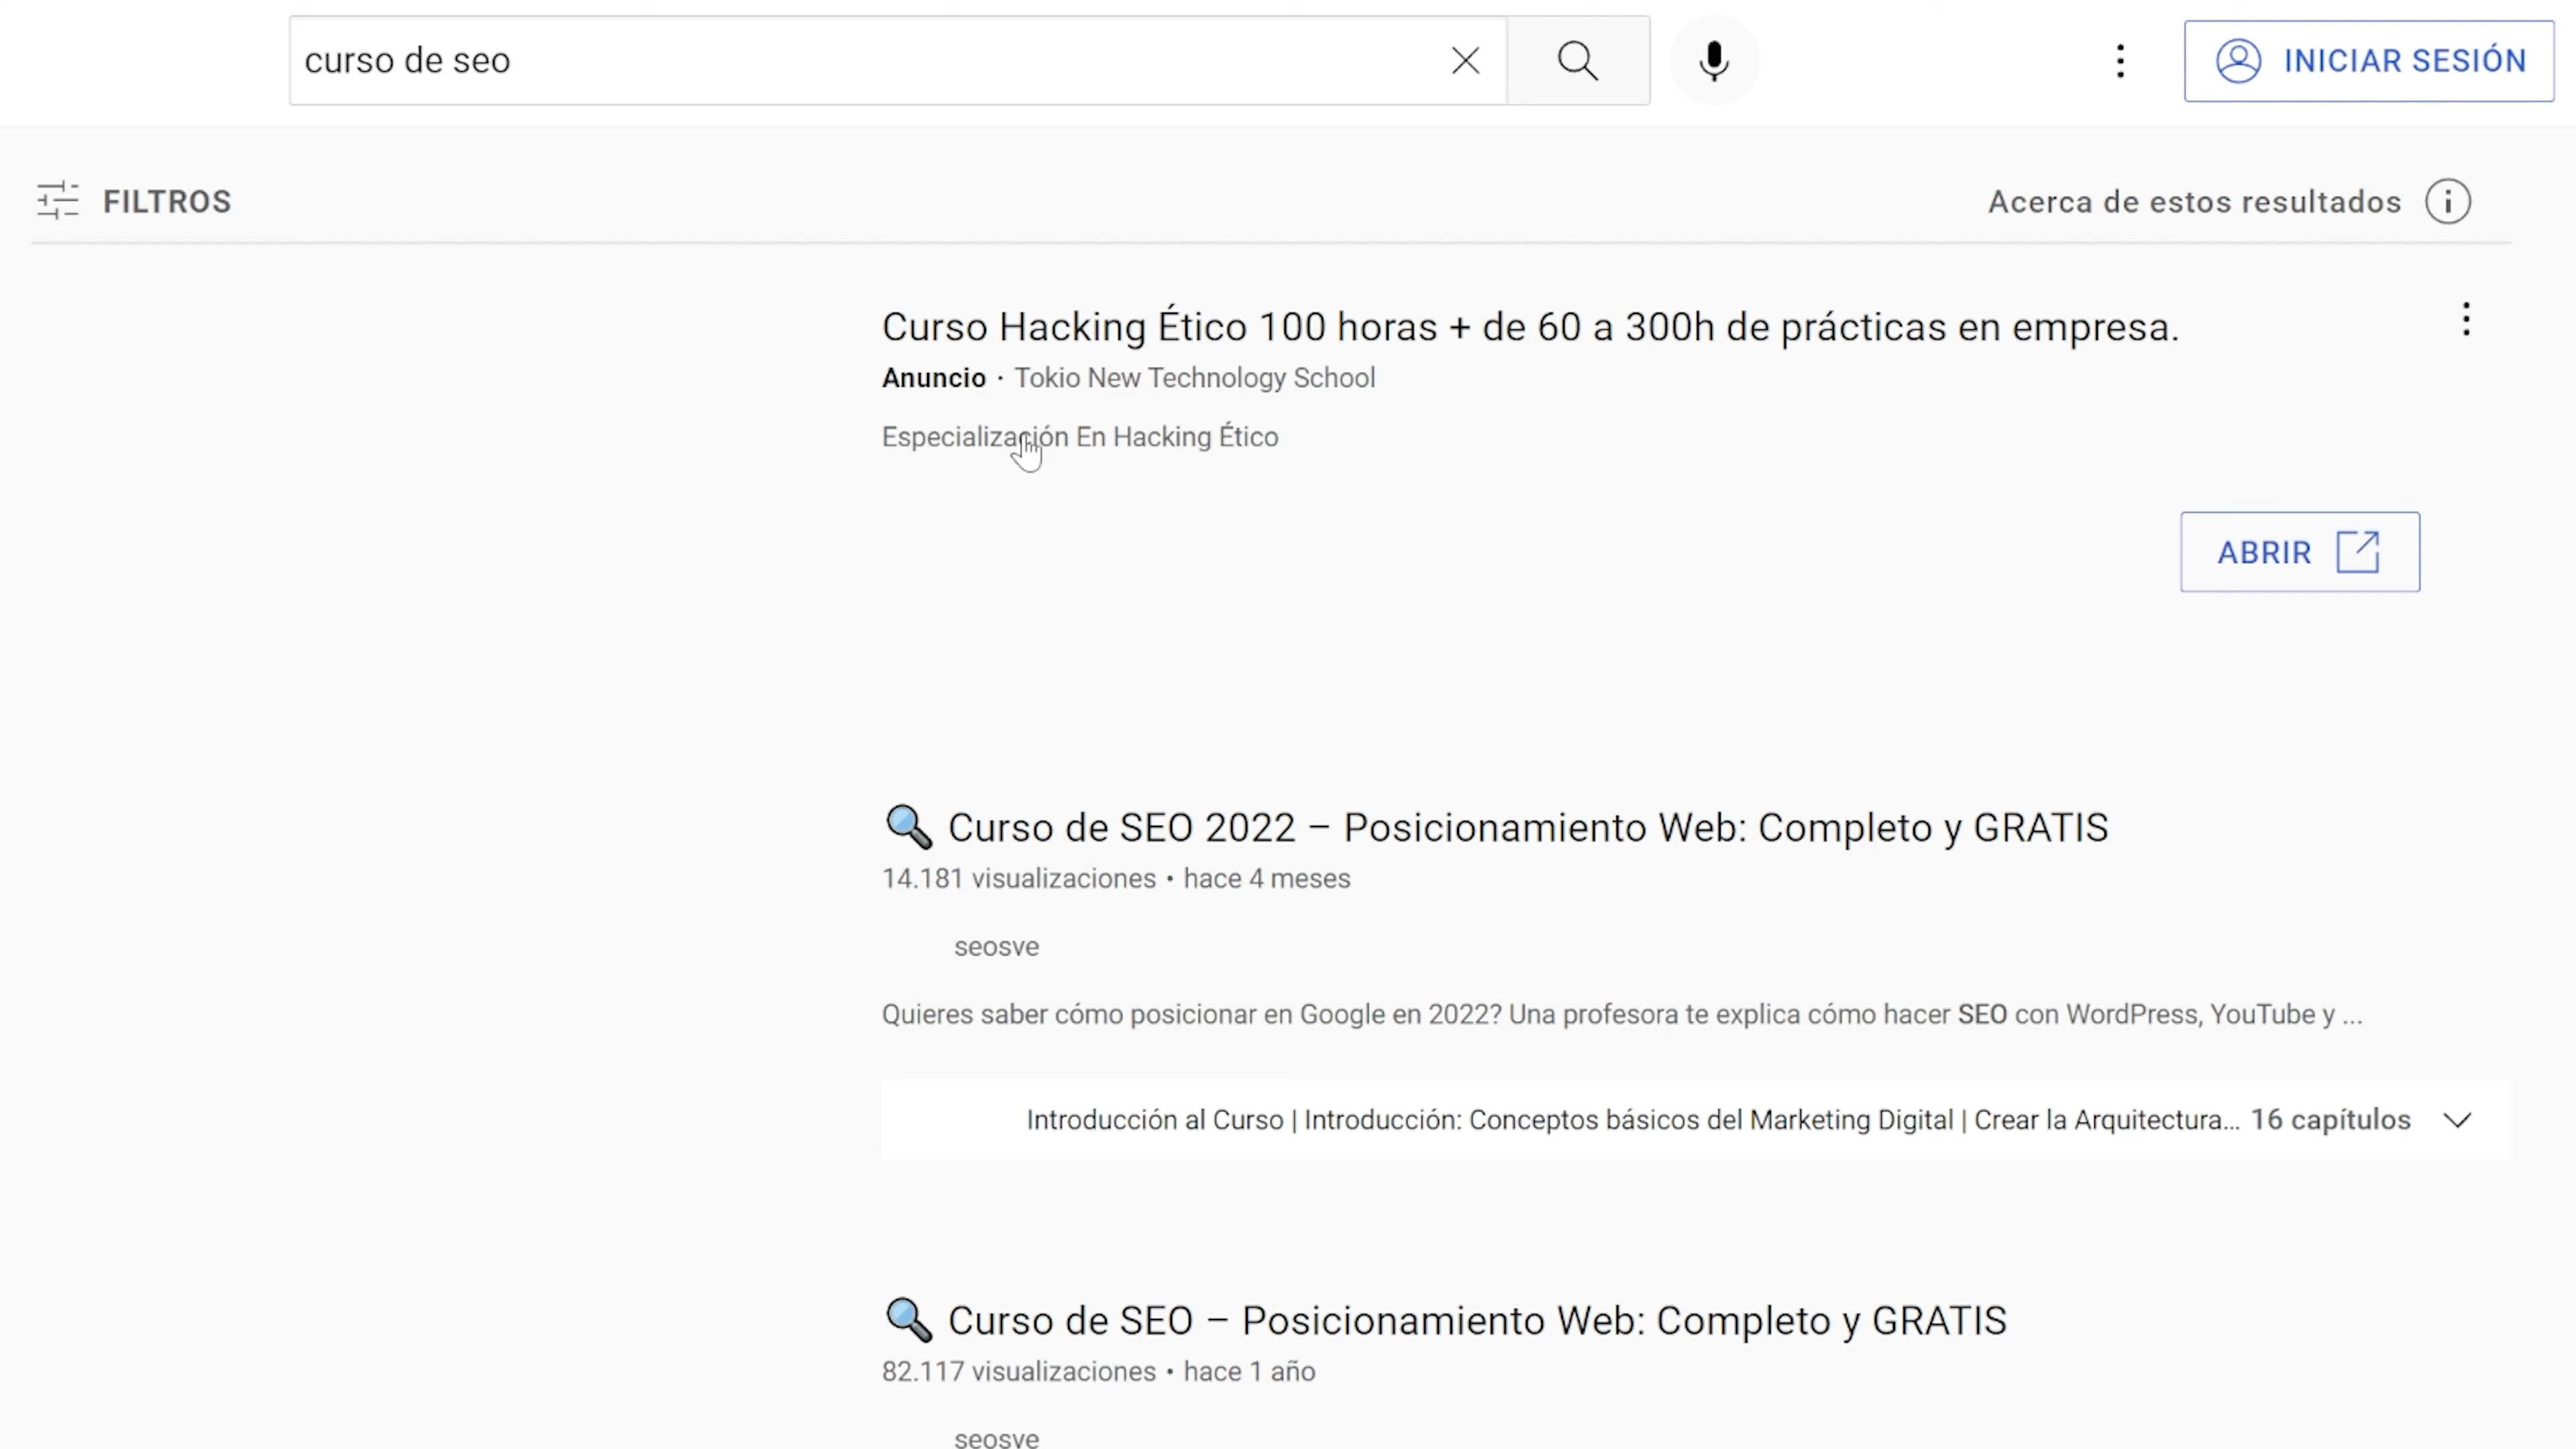 curso de seo
INICIAR SESIÓN
FILTROS
Acerca de estos resultados
Curso Hacking Ético 100 horas + de 60 a 300h de prácticas en empresa.
Anuncio · Tokio New Technology School
Especialización En Hacking Ético
ABRIR
🔍 Curso de SEO 2022 – Posicionamiento Web: Completo y GRATIS
14.181 visualizaciones • hace 4 meses
seosve
Quieres saber cómo posicionar en Google en 2022? Una profesora te explica cómo hacer SEO con WordPress, YouTube y ...
Introducción al Curso | Introducción: Conceptos básicos del Marketing Digital | Crear la Arquitectura... 16 capítulos
🔍 Curso de SEO – Posicionamiento Web: Completo y GRATIS
82.117 visualizaciones • hace 1 año
seosve